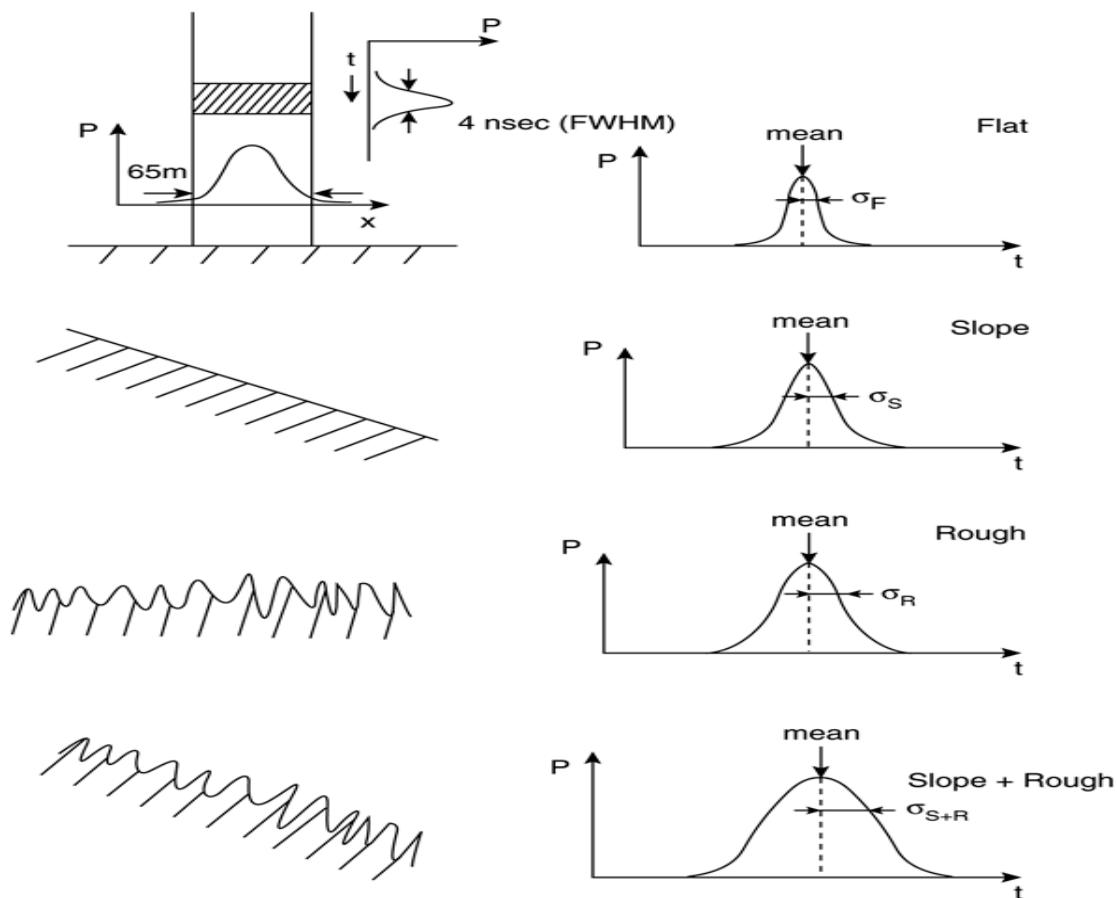 P
t
4 nsec (FWHM)
P
65m
x
mean
Flat
P
σF
t
mean
Slope
P
σS
t
mean
Rough
P
σR
t
mean
P
Slope + Rough
σS+R
t